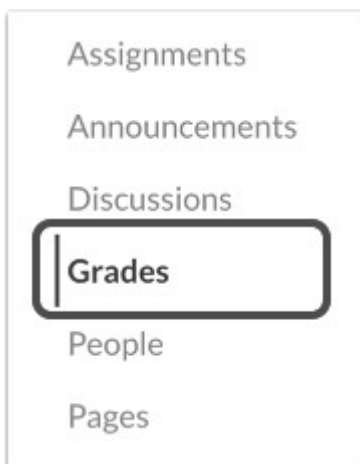 Assignments
Announcements
Discussions
Grades
People
Pages